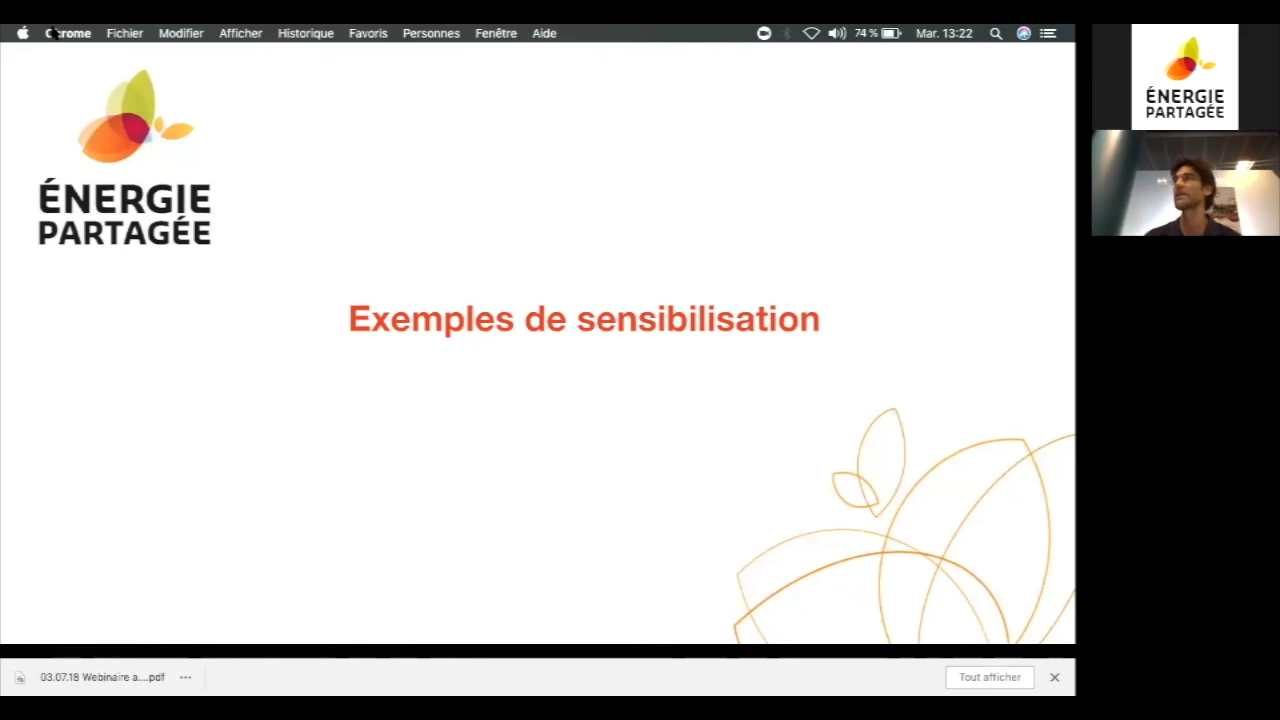 Chrome Fichier Modifier Afficher Historique Favoris Personnes Fenêtre Aide 74 % Mar. 13:22
ÉNERGIE
PARTAGÉE
Exemples de sensibilisation
03.07.18 Webinaire a....pdf
Tout afficher
ÉNERGIE
PARTAGÉE